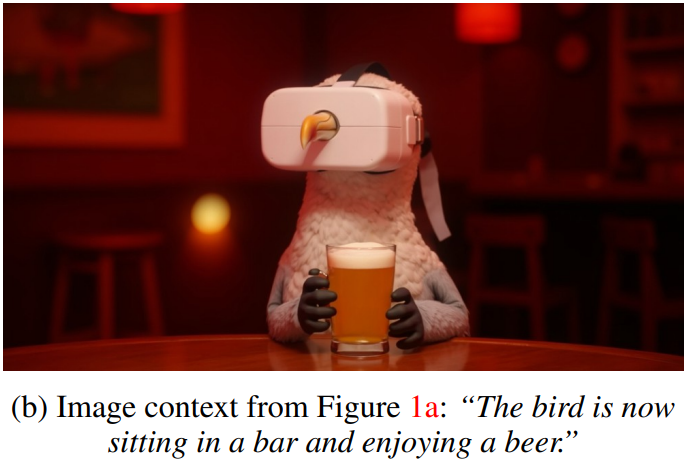 (b) Image context from Figure 1a: “The bird is now
sitting in a bar and enjoying a beer.”